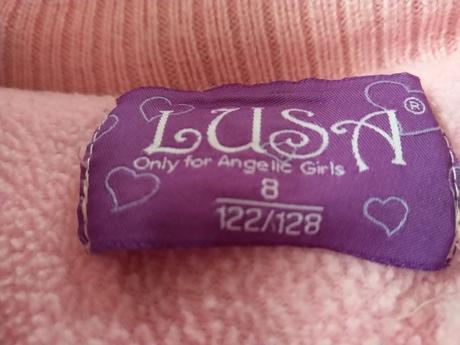 LUSA®
Only for Angelic Girls
8
122/128